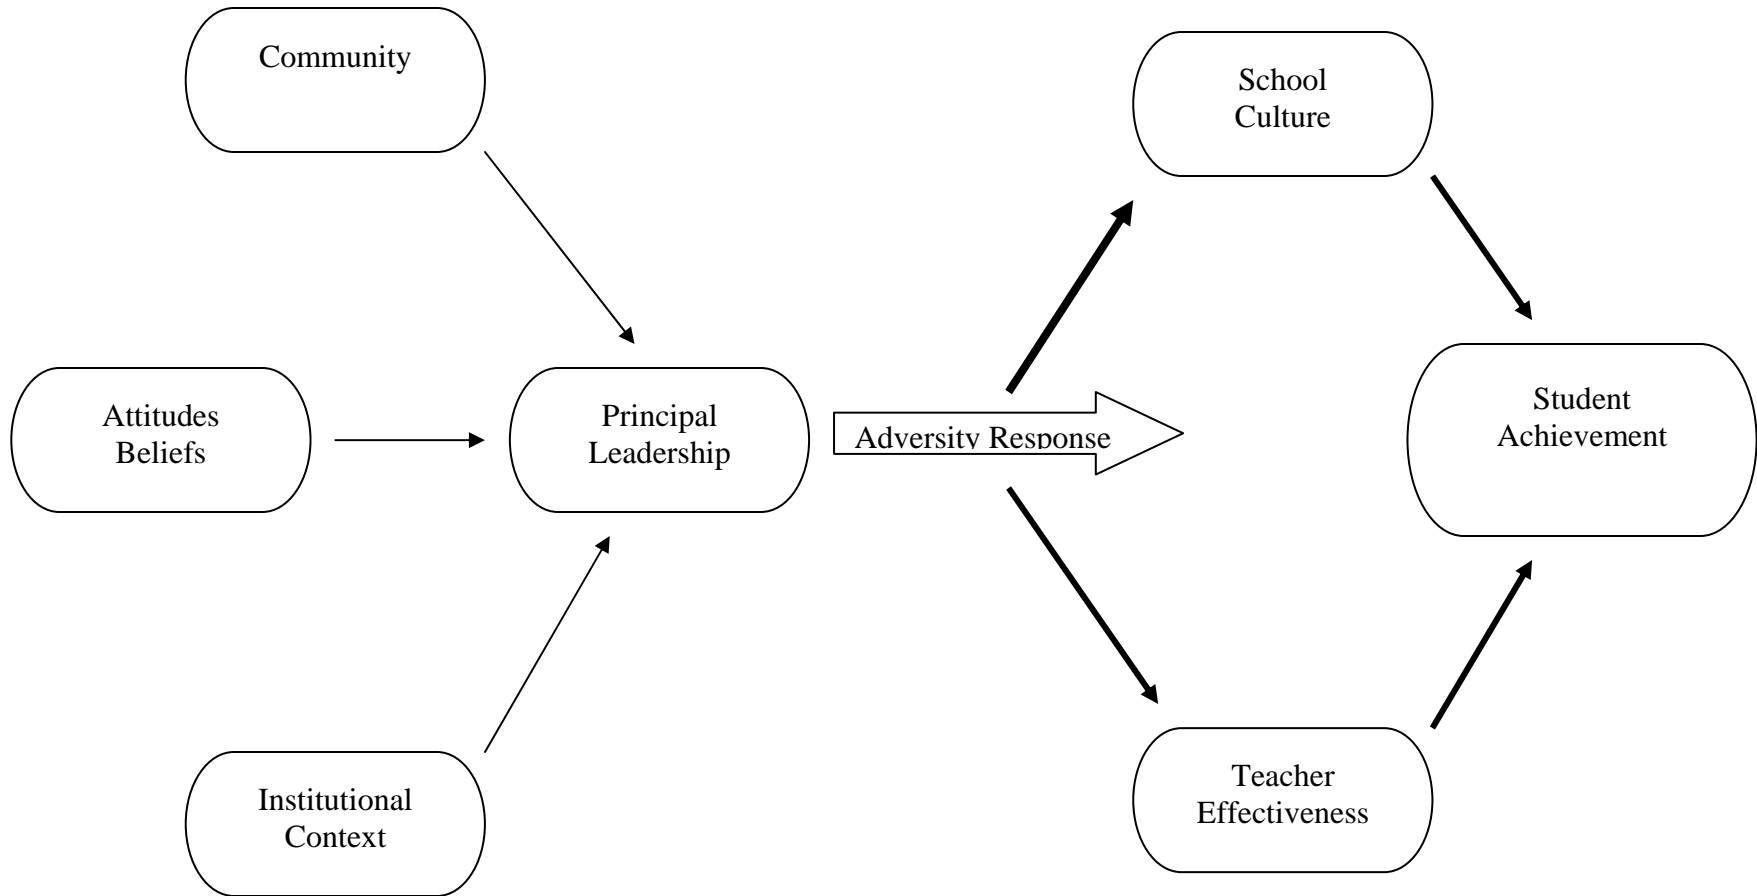 Community
School
Culture
Attitudes
Beliefs
Principal
Leadership
Adversity Response
Student
Achievement
Institutional
Context
Teacher
Effectiveness